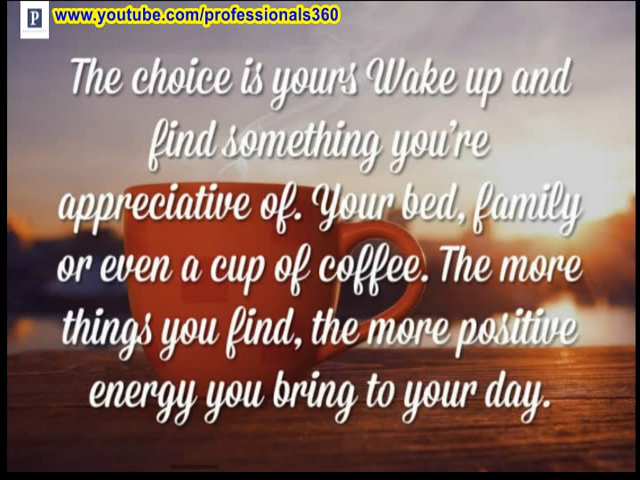 P
www.youtube.com/professionals360
The choice is yours Wake up and
find something you're
appreciative of. Your bed, family
or even a cup of coffee. The more
things you find, the more positive
energy you bring to your day.